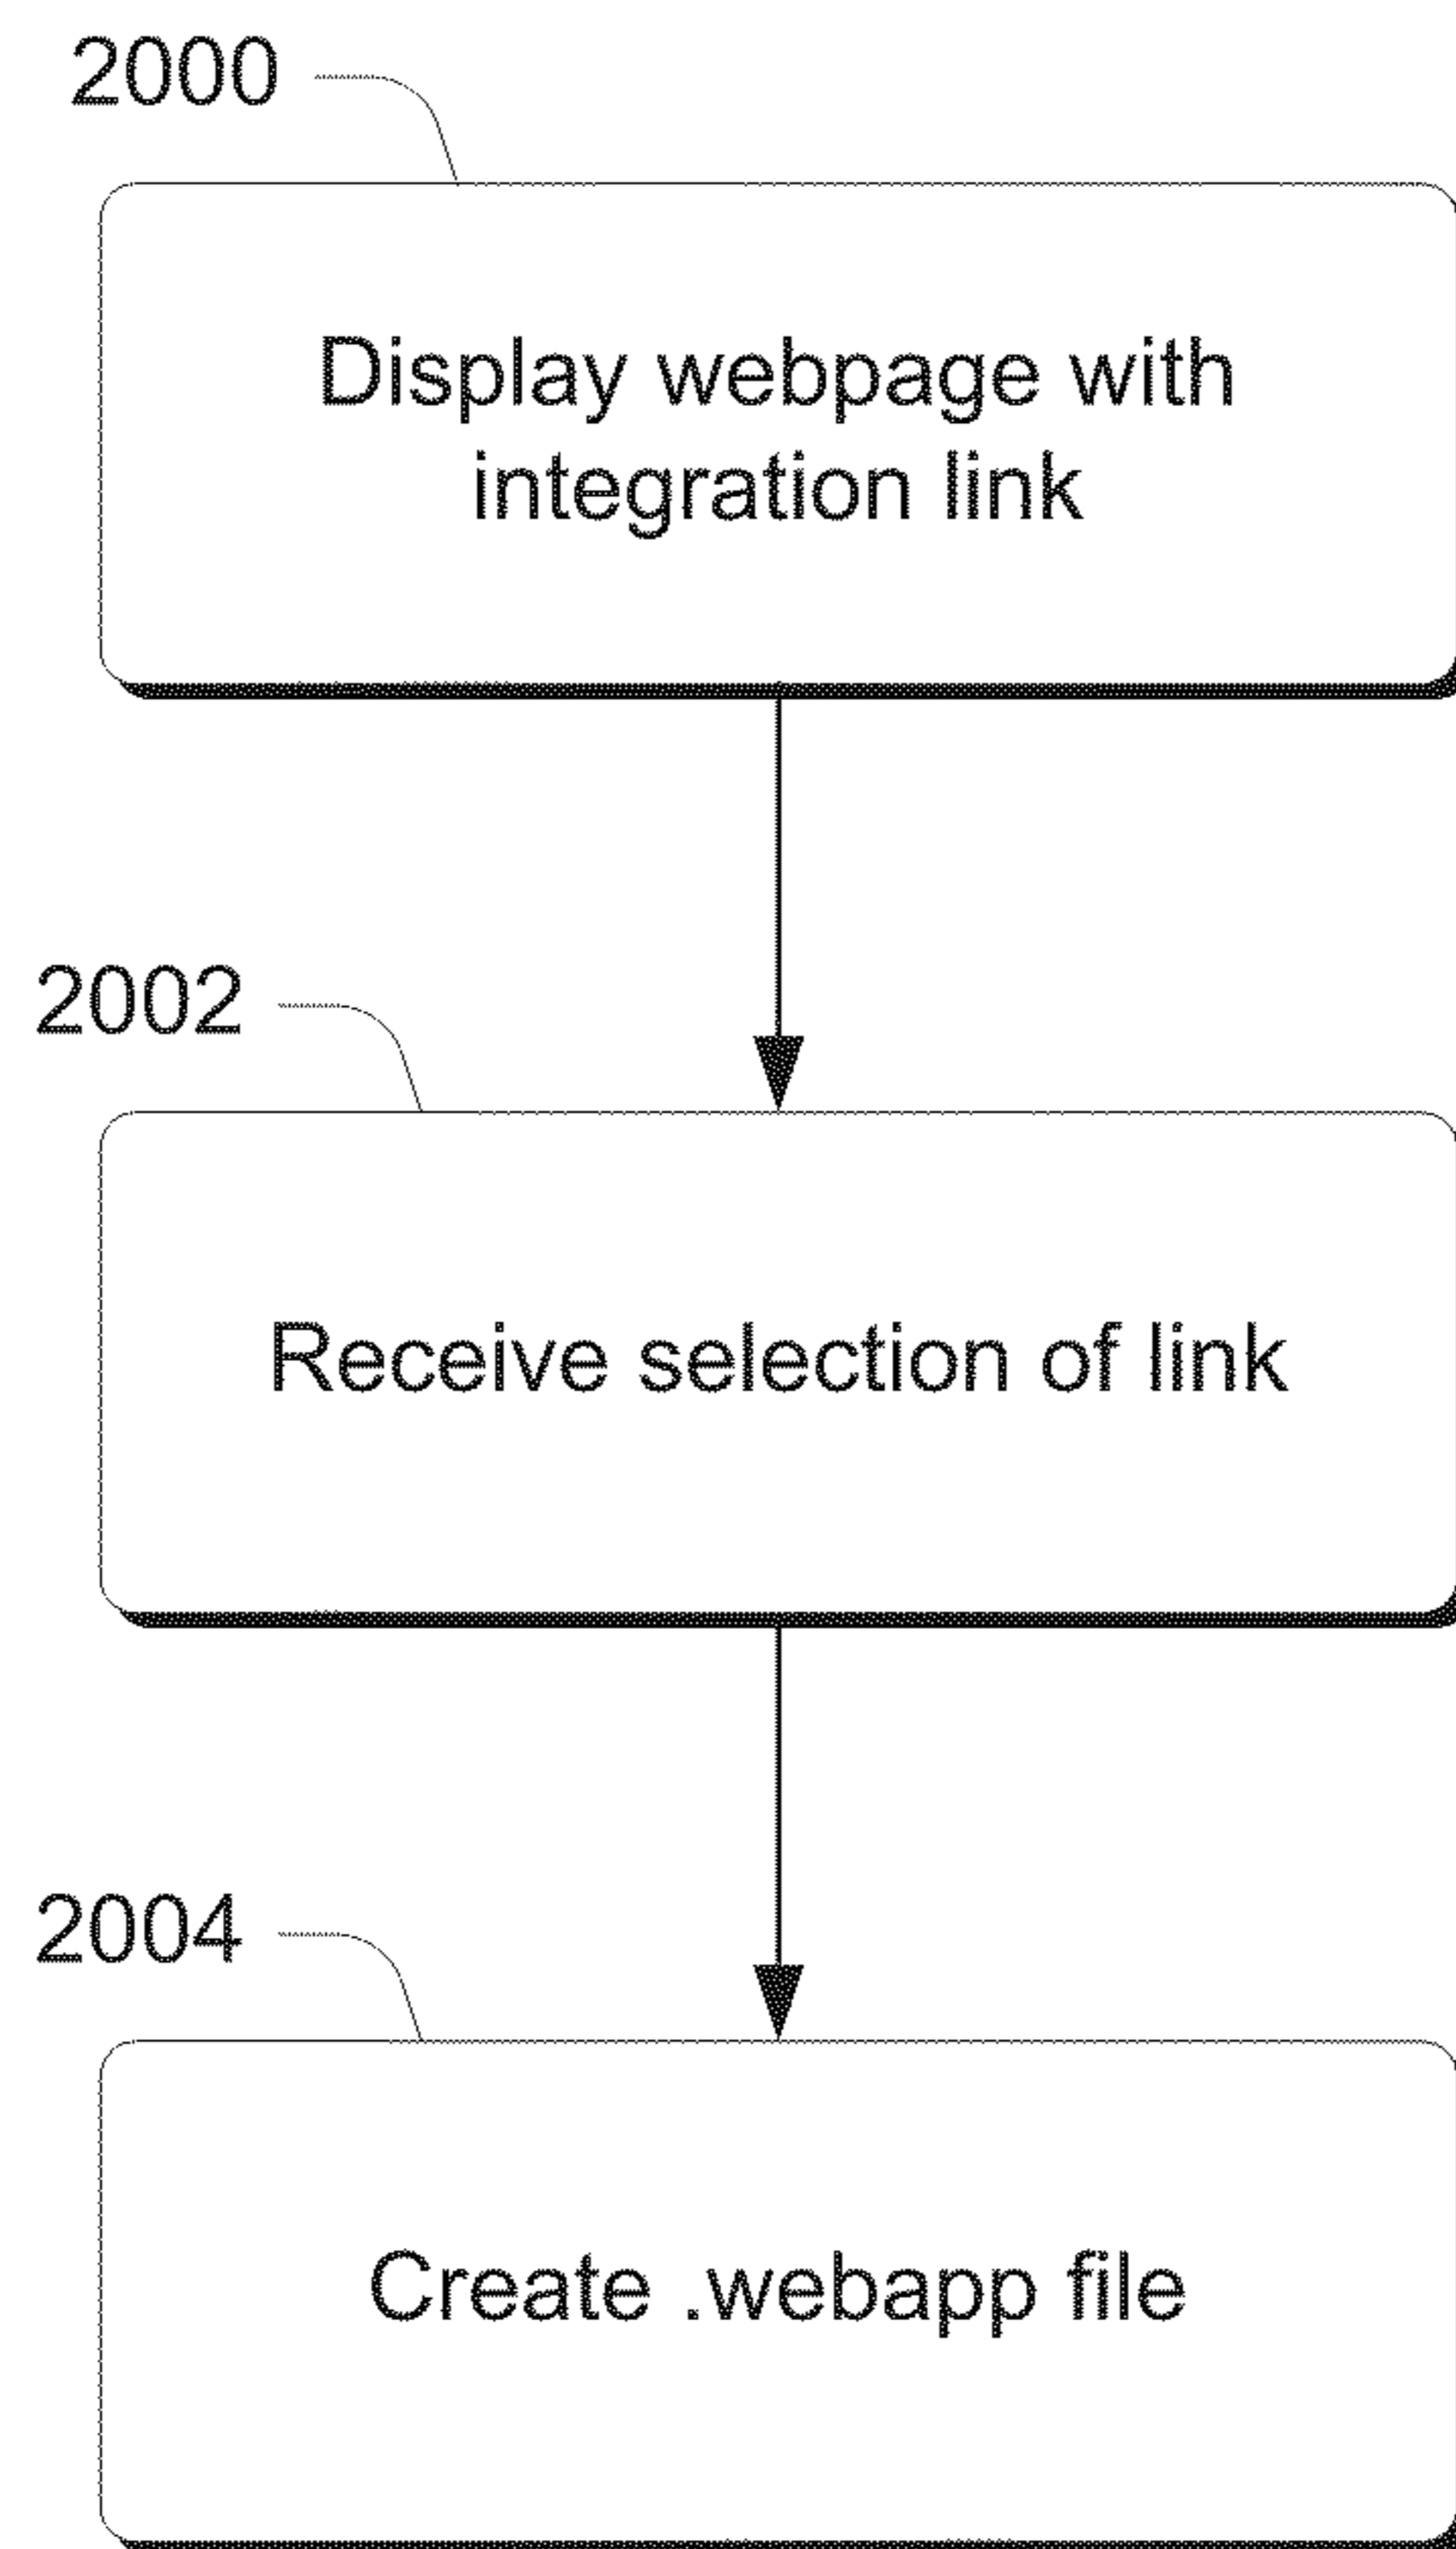 2000
Display webpage with
integration link
2002
Receive selection of link
2004
Create .webapp file